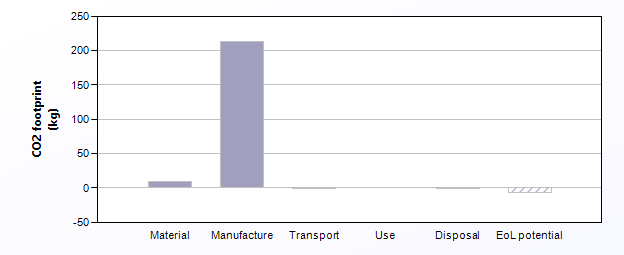 CO2 footprint
(kg)
250
200
150
100
50
0
-50
Material Manufacture Transport Use Disposal EoL potential